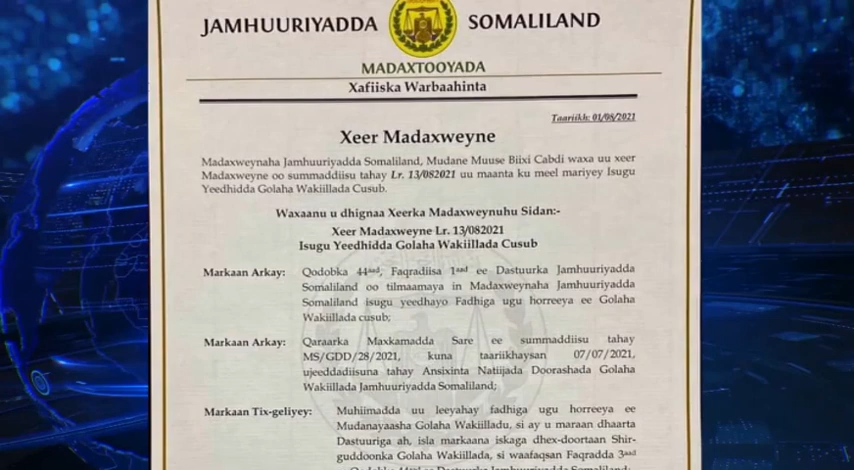 JAMHUURIYADDA SOMALILAND
MADAXTOOYADA
Xafiiska Warbaahinta
Taariikh: 01/08/2021
Xeer Madaxweyne
Madaxweynaha Jamhuuriyadda Somaliland, Mudane Muuse Biixi Cabdi waxa uu xeer
Madaxweyne oo summaddiisu tahay Lr. 13/082021 uu maanta ku meel mariyey Isugu
Yeedhidda Golaha Wakiillada Cusub.
Waxaanu u dhignaa Xeerka Madaxweynuhu Sidan:-
Xeer Madaxweyne Lr. 13/082021
Isugu Yeedhidda Golaha Wakiillada Cusub
Markaan Arkay: Qodobka 44aad, Faqradiisa 1aad ee Dastuurka Jamhuuriyadda
Somaliland oo tilmaamaya in Madaxweynaha Jamhuuriyadda
Somaliland isugu yeedhayo Fadhiga ugu horreeya ee Golaha
Wakiillada cusub;
Markaan Arkay: Qaraarka Maxkamadda Sare ee summaddiisu tahay
MS/GDD/28/2021, kuna taariikhaysan 07/07/2021,
ujeeddadiisuna tahay Ansixinta Natiijada Doorashada Golaha
Wakiillada Jamhuuriyadda Somaliland;
Markaan Tix-geliyey: Muhiimadda uu leeyahay fadhiga ugu horreeya ee
Mudanayaasha Golaha Wakiilladu, si ay u maraan dhaarta
Dastuuriga ah, isla markaana iskaga dhex-doortaan Shir-
guddoonka Golaha Wakiillada, si waafaqsan Faqradda 3aad